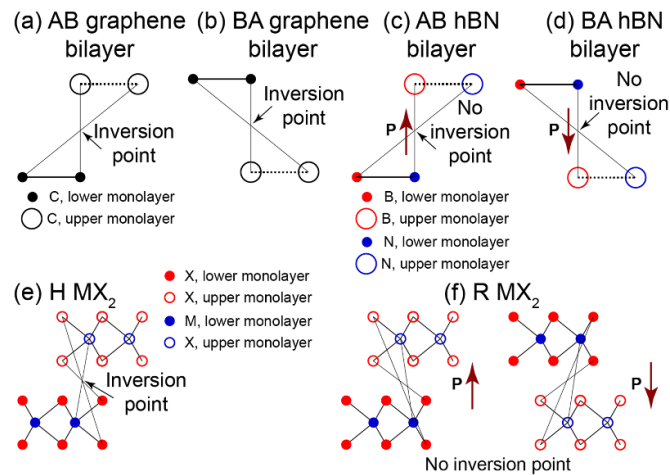 (a) AB graphene
bilayer
(b) BA graphene
bilayer
(c) AB hBN
bilayer
(d) BA hBN
bilayer
Inversion
point
Inversion
point
No
inversion
point
P
No
inversion
point
P
C, lower monolayer
C, upper monolayer
B, lower monolayer
B, upper monolayer
N, lower monolayer
N, upper monolayer
(e) H MX2
X, lower monolayer
X, upper monolayer
M, lower monolayer
X, upper monolayer
(f) R MX2
Inversion
point
P
P
No inversion point